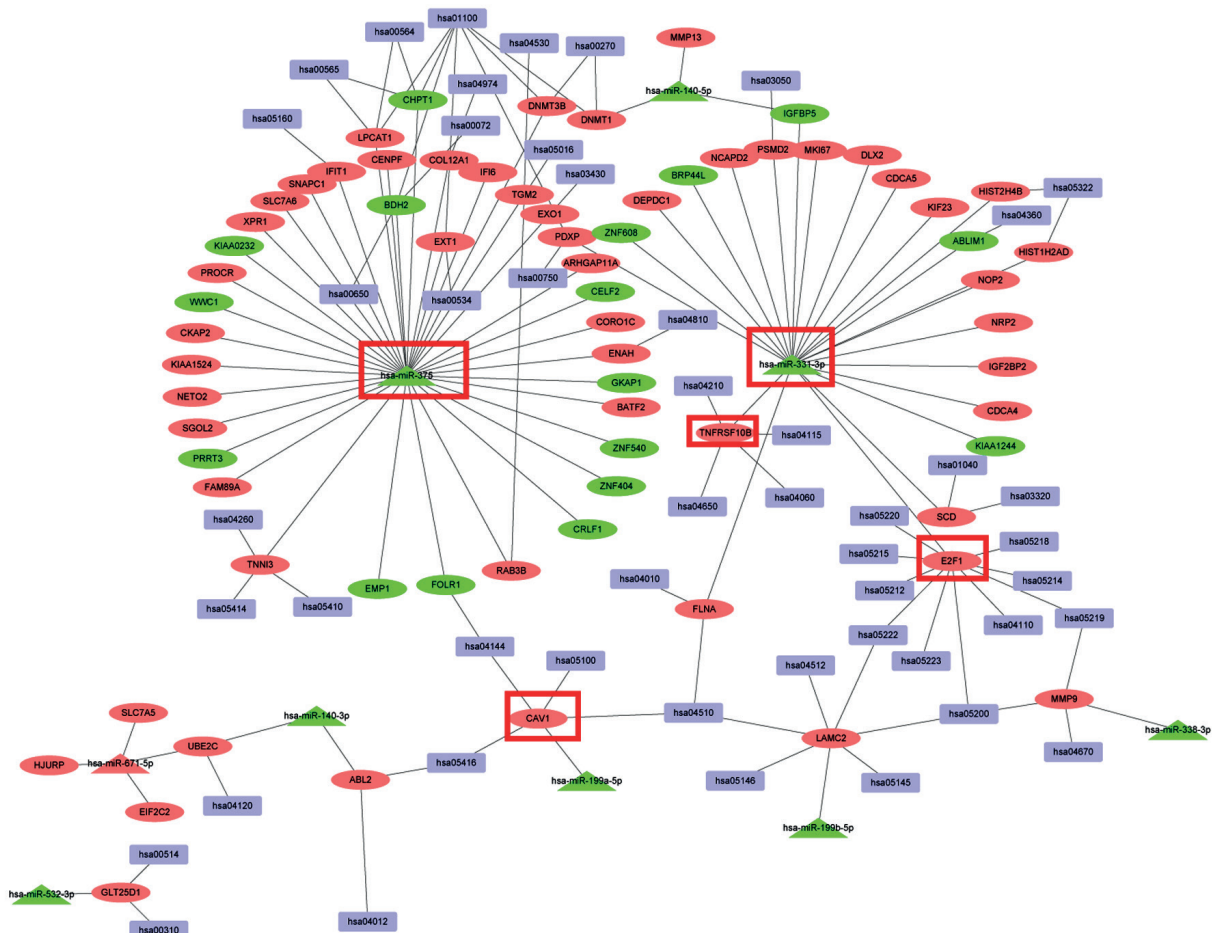 hsa01100
hsa00564
MMP13
hsa04530
hsa00270
hsa00565
hsa04974
hsa03050
hsa-miR-140-5p
CHPT1
DNMT3B
IGFBP5
DNMT1
hsa00072
hsa05160
LPCAT1
hsa05016
CENPF
COL12A1
NCAPD2
PSMD2
MKI67
DLX2
IFIT1
IFI6
hsa03430
BRP44L
CDCA5
SNAPC1
TGM2
HIST2H4B
hsa05322
SLC7A6
BDH2
EXO1
DEPDC1
KIF23
hsa04360
XPR1
EXT1
PDXP
ZNF608
ABLIM1
KIAA0232
HIST1H2AD
ARHGAP11A
PROCR
hsa00750
NOP2
hsa00650
hsa00534
CELF2
WWC1
hsa04810
CORO1C
NRP2
CKAP2
ENAH
hsa-miR-331-3p
KIAA1524
hsa-miR-375
IGF2BP2
GKAP1
NETO2
BATF2
hsa04210
CDCA4
SGOL2
TNFRSF10B
hsa04115
ZNF540
KIAA1244
PRRT3
hsa01040
FAM89A
ZNF404
hsa04060
hsa03320
hsa04650
SCD
hsa05220
hsa04260
CRLF1
hsa05218
hsa05215
E2F1
TNNI3
RAB3B
hsa04010
hsa05214
EMP1
FOLR1
hsa05212
FLNA
hsa05414
hsa05410
hsa05219
hsa04110
hsa05222
hsa04144
hsa05100
hsa05223
hsa04512
SLC7A5
hsa-miR-140-3p
CAV1
hsa04510
hsa05200
MMP9
UBE2C
LAMC2
hsa-miR-338-3p
HJURP
hsa-miR-671-5p
hsa04670
hsa05416
ABL2
hsa-miR-199a-5p
hsa05146
hsa05145
EIF2C2
hsa04120
hsa-miR-199b-5p
hsa00514
hsa-miR-532-3p
GLT25D1
hsa04012
hsa00310